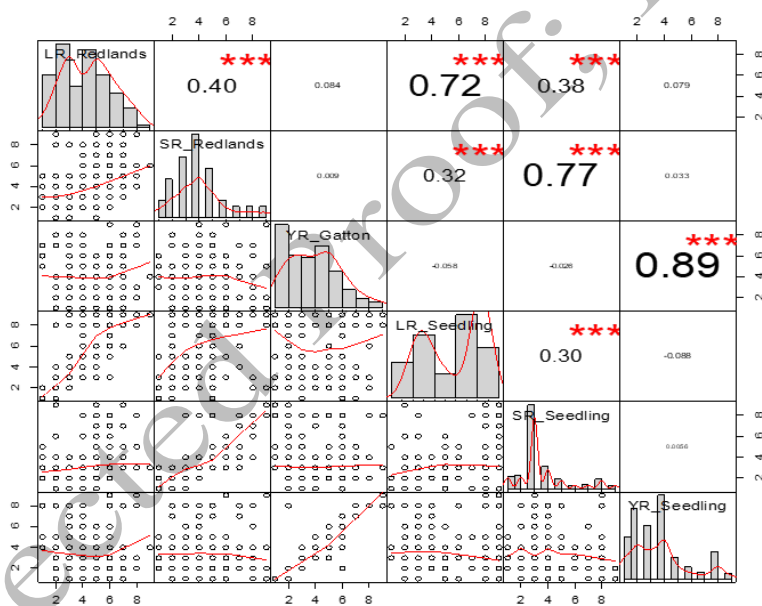 2 4 6 8 2 4 6 8 2 4 6 8
LR_Redlands *** 0.40 0.084 *** 0.72 *** 0.38 0.079 2 4 6 8
2 4 6 8 SR_Redlands 0.009 *** 0.32 *** 0.77 0.033
YR_Gatton -0.058 -0.026 *** 0.89 2 4 6 8
2 4 6 8 LR_Seedling *** 0.30 -0.088
SR_Seedling 2 4 6 8
2 4 6 8 YR_Seedling
2 4 6 8 2 4 6 8 2 4 6 8
ected Proof;